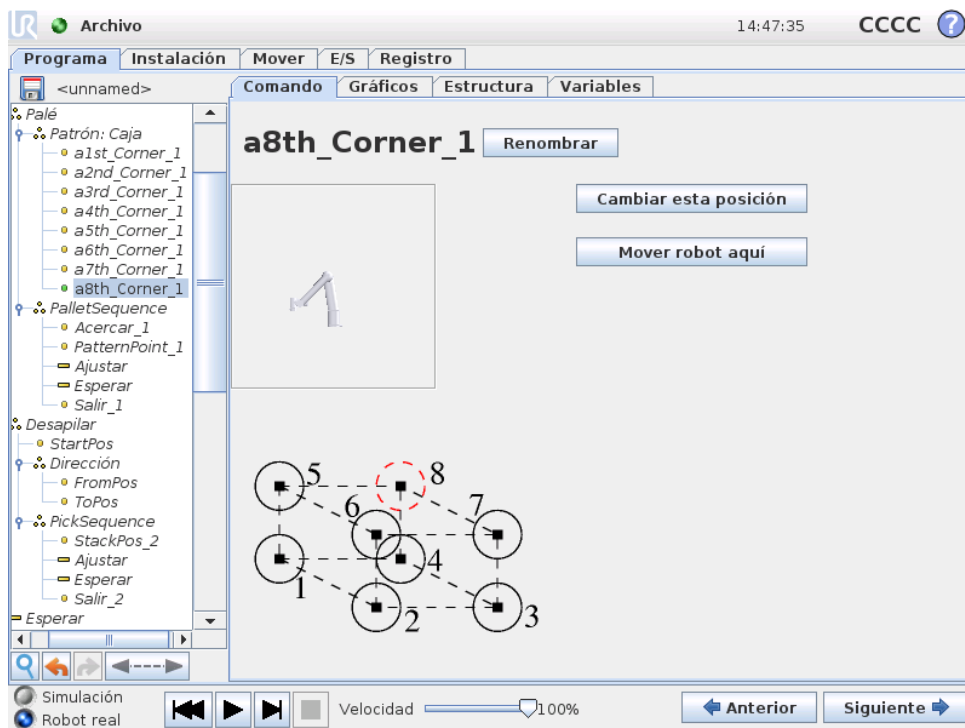 UR Archivo 14:47:35 CCCC ?
Programa Instalación Mover E/S Registro
<unnamed> Comando Gráficos Estructura Variables
Palé
Patrón: Caja
a1st_Corner_1
a2nd_Corner_1
a3rd_Corner_1
a4th_Corner_1
a5th_Corner_1
a6th_Corner_1
a7th_Corner_1
a8th_Corner_1
PalletSequence
Acercar_1
PatternPoint_1
Ajustar
Esperar
Salir_1
Desapilar
StartPos
Dirección
FromPos
ToPos
PickSequence
StackPos_2
Ajustar
Esperar
Salir_2
Esperar
a8th_Corner_1 Renombrar
Cambiar esta posición
Mover robot aquí
5 8
6 7
1 4
2 3
Simulación
Robot real
Velocidad 100%
Anterior Siguiente